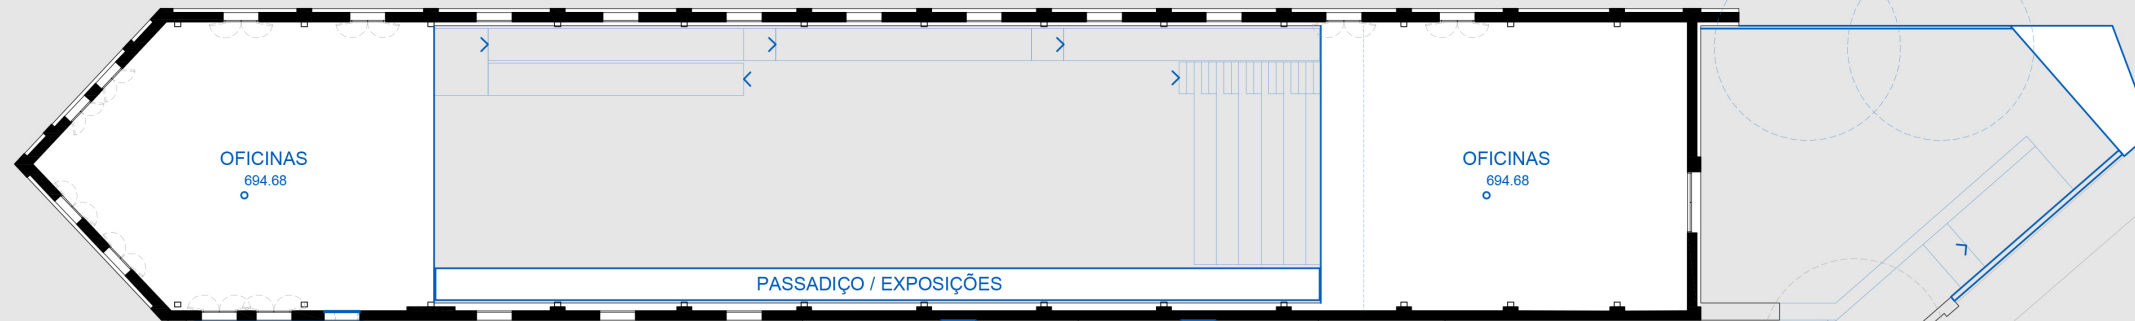 OFICINAS
694.68
OFICINAS
694.68
PASSADIÇO / EXPOSIÇÕES